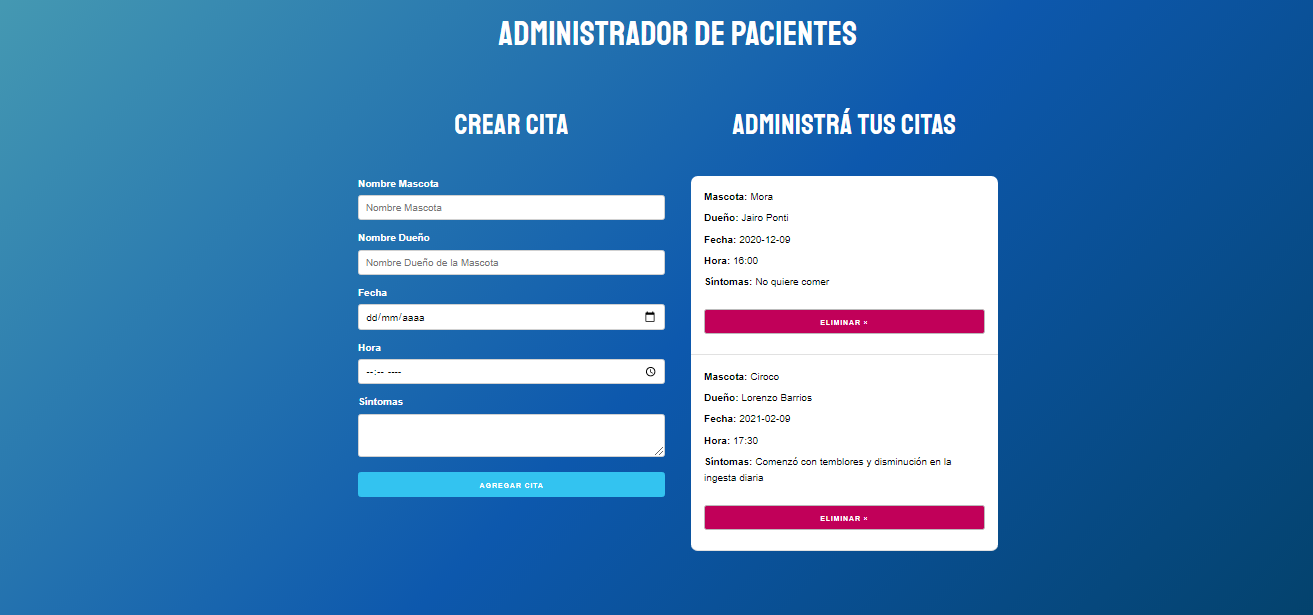 ADMINISTRADOR DE PACIENTES
CREAR CITA
Nombre Mascota
Nombre Mascota
Nombre Dueño
Nombre Dueño de la Mascota
Fecha
dd/mm/aaaa
Hora
--:-- ----
Síntomas
AGREGAR CITA
ADMINISTRÁ TUS CITAS
Mascota: Mora
Dueño: Jairo Ponti
Fecha: 2020-12-09
Hora: 16:00
Síntomas: No quiere comer
ELIMINAR ×
Mascota: Ciroco
Dueño: Lorenzo Barrios
Fecha: 2021-02-09
Hora: 17:30
Síntomas: Comenzó con temblores y disminución en la
ingesta diaria
ELIMINAR ×